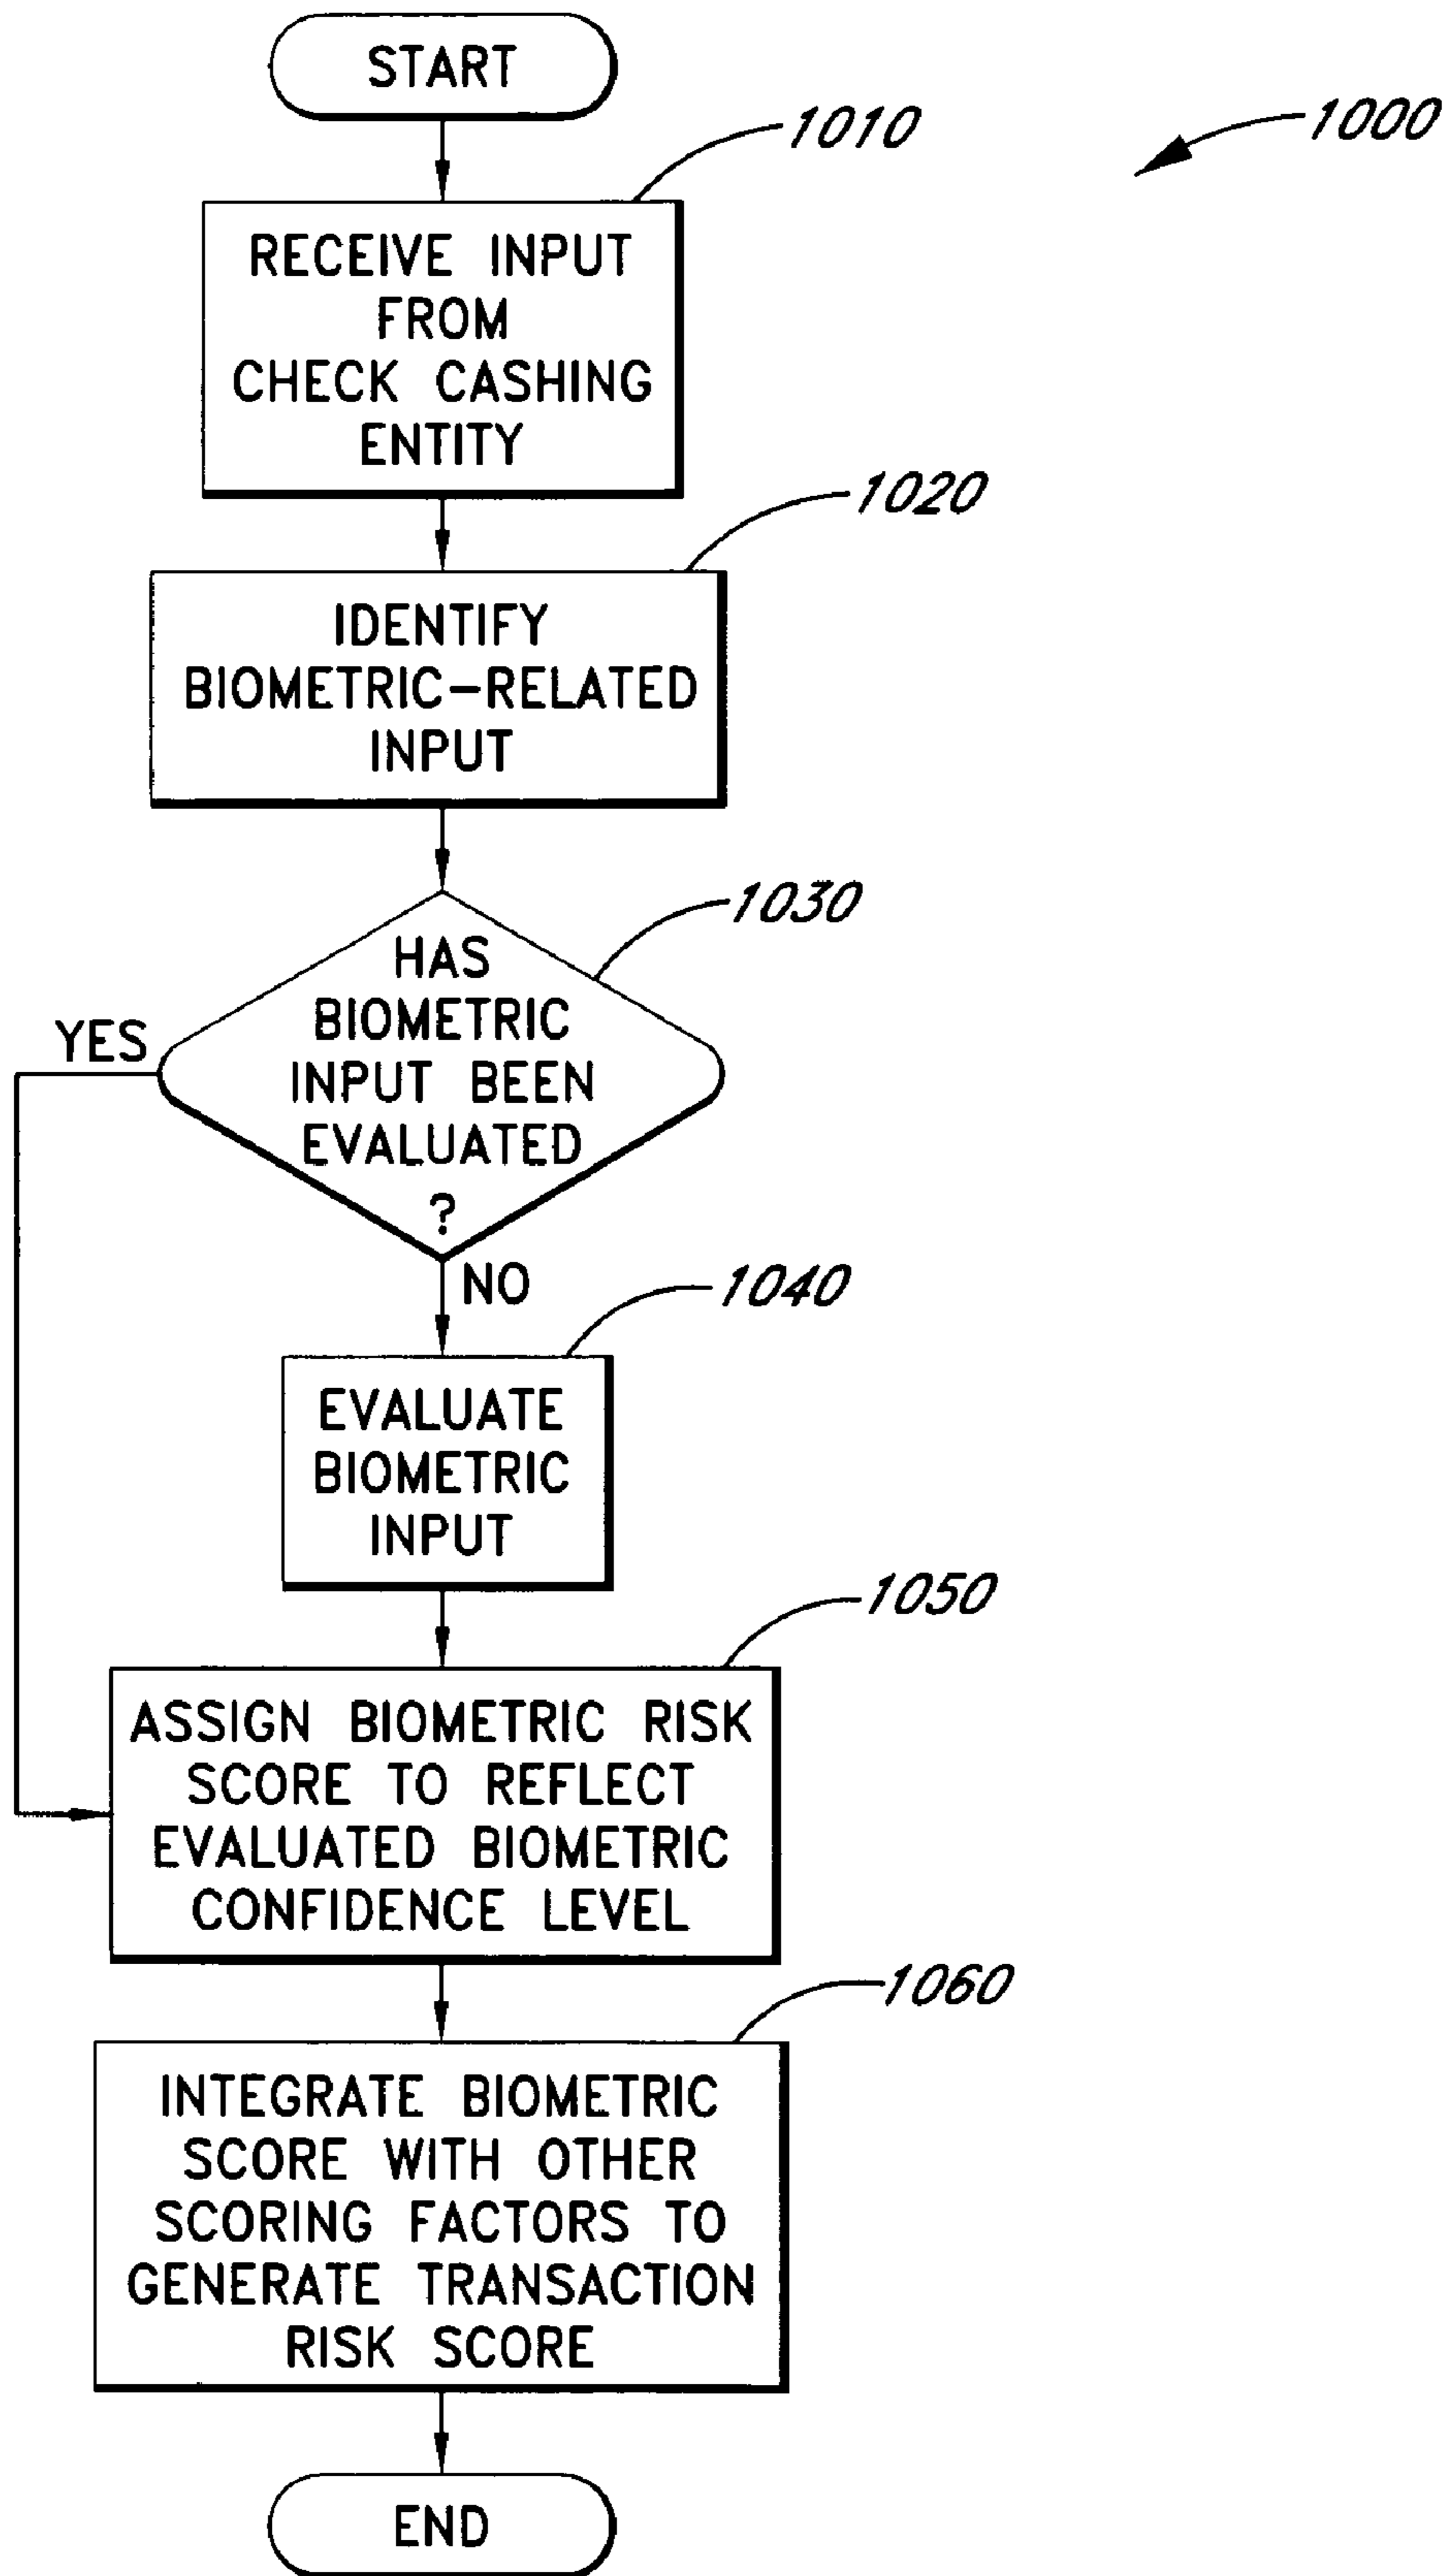 START
1010
1000
RECEIVE INPUT
FROM
CHECK CASHING
ENTITY
1020
IDENTIFY
BIOMETRIC-RELATED
INPUT
1030
HAS
BIOMETRIC
INPUT BEEN
EVALUATED
?
YES
NO
1040
EVALUATE
BIOMETRIC
INPUT
1050
ASSIGN BIOMETRIC RISK
SCORE TO REFLECT
EVALUATED BIOMETRIC
CONFIDENCE LEVEL
1060
INTEGRATE BIOMETRIC
SCORE WITH OTHER
SCORING FACTORS TO
GENERATE TRANSACTION
RISK SCORE
END